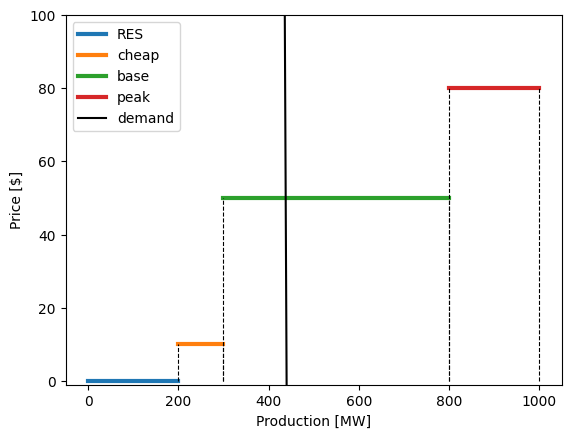 RES
cheap
base
peak
demand
Price [$]
100
80
60
40
20
0
0 200 400 600 800 1000
Production [MW]